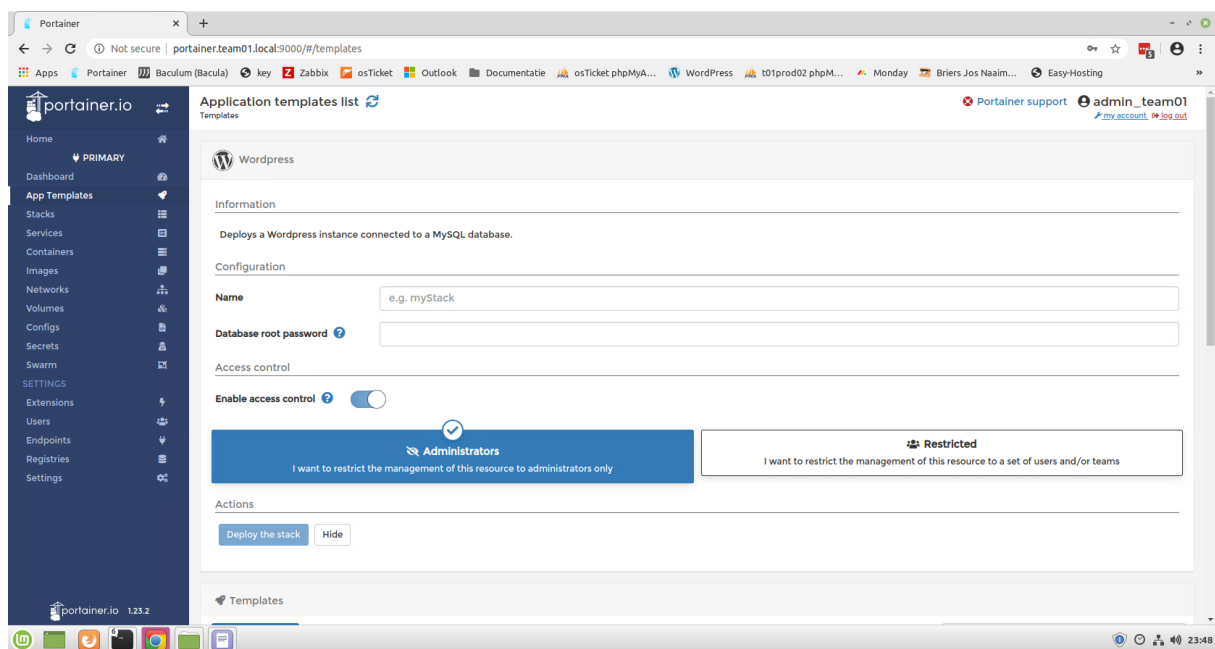 Portainer
Not secure | portainer.team01.local:9000/#/templates
Apps Portainer Baculum (Bacula) key Zabbix osTicket Outlook Documentatie osTicket phpMyA... WordPress t01prod02 phpM... Monday Briers Jos Naaim... Easy-Hosting »
portainer.io
Application templates list
Templates
Portainer support admin_team01
my account log out
Home
PRIMARY
Dashboard
App Templates
Stacks
Services
Containers
Images
Networks
Volumes
Configs
Secrets
Swarm
SETTINGS
Extensions
Users
Endpoints
Registries
Settings
portainer.io 1.23.2
Wordpress
Information
Deploys a Wordpress instance connected to a MySQL database.
Configuration
Name e.g. myStack
Database root password
Access control
Enable access control
Administrators
I want to restrict the management of this resource to administrators only
Restricted
I want to restrict the management of this resource to a set of users and/or teams
Actions
Deploy the stack Hide
Templates
23:48